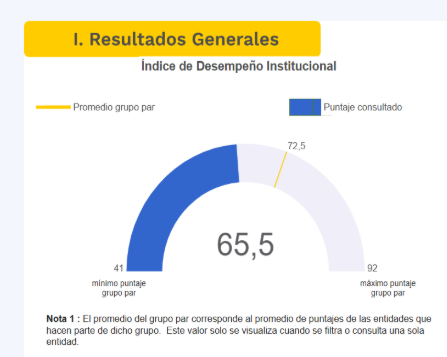 I. Resultados Generales
Índice de Desempeño Institucional
Promedio grupo par
Puntaje consultado
72,5
65,5
41
92
mínimo puntaje
grupo par
máximo puntaje
grupo par
Nota 1 : El promedio del grupo par corresponde al promedio de puntajes de las entidades que
hacen parte de dicho grupo. Este valor solo se visualiza cuando se filtra o consulta una sola
entidad.